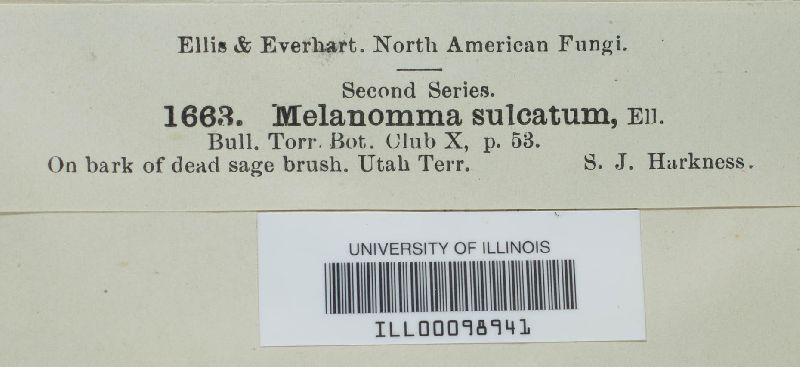 Ellis & Everhart. North American Fungi.
Second Series.
1663. Melanomma sulcatum, Ell.
Bull. Torr. Bot. Club X, p. 53.
On bark of dead sage brush. Utah Terr. S. J. Harkness.
UNIVERSITY OF ILLINOIS
ILL00098941